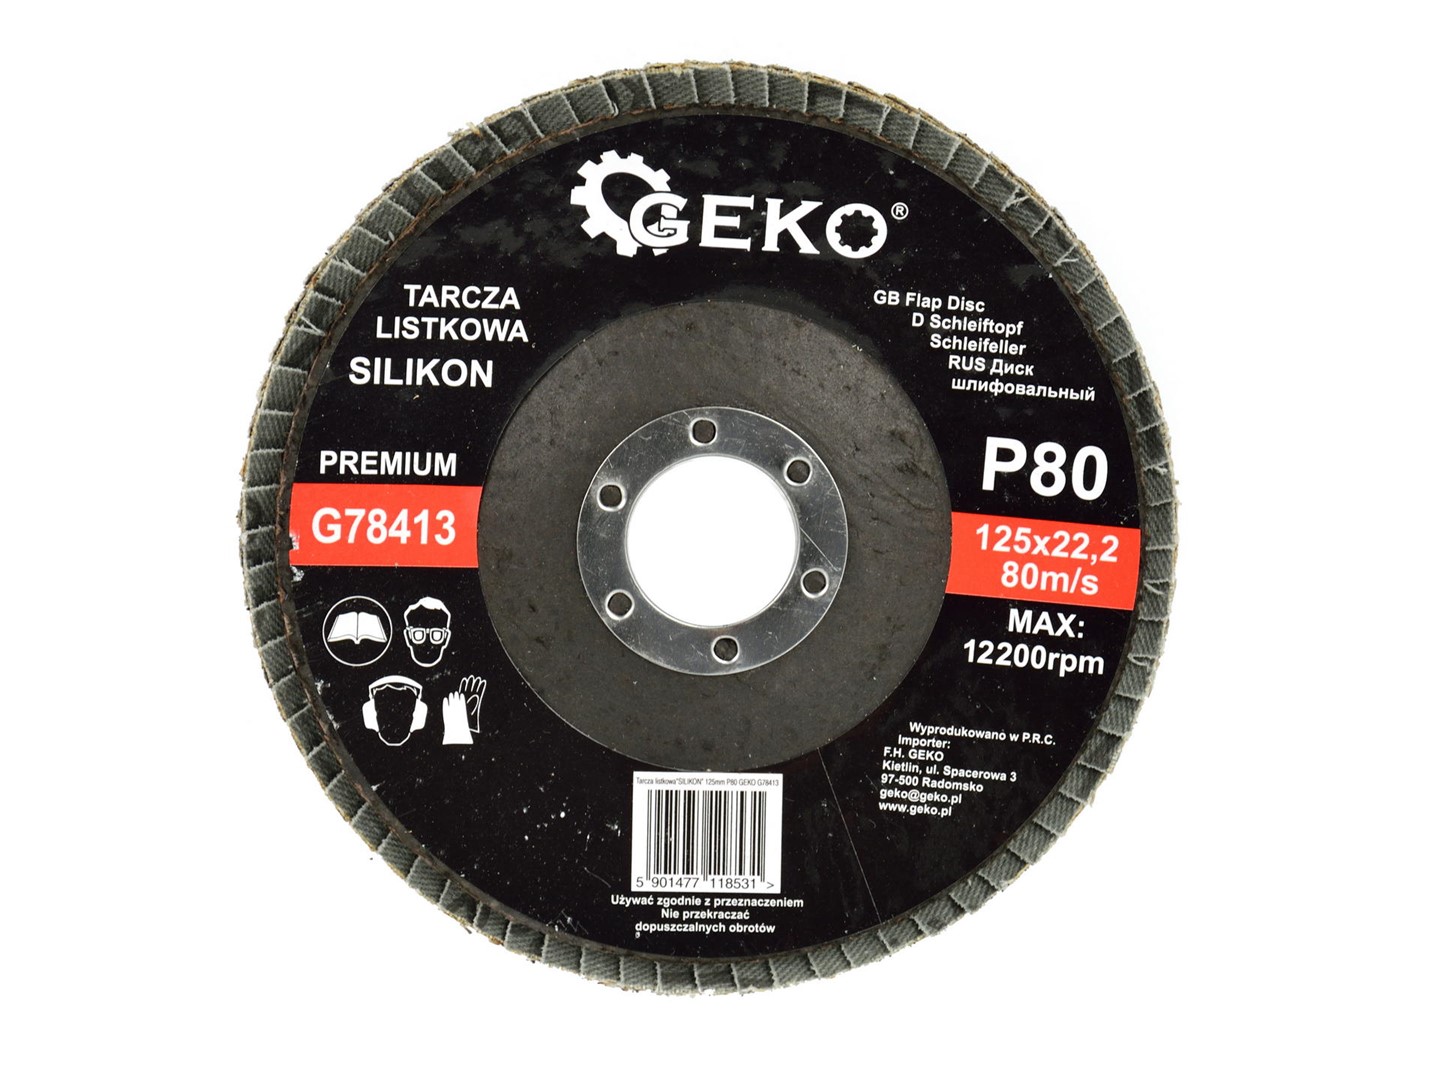 GEKO®
TARCZA
LISTKOWA
SILIKON
PREMIUM
G78413
GB Flap Disc
D Schleiftopf
Schleifeller
RUS Диск
шлифовальный
P80
125x22,2
80m/s
MAX:
12200rpm
Wyprodukowano w P.R.C.
Importer:
F.H. GEKO
Kietlin, ul. Spacerowa 3
97-500 Radomsko
geko@geko.pl
www.geko.pl
Tarcza listkowa"SILIKON" 125mm P80 GEKO G78413
5 901477 118531 >
Używać zgodnie z przeznaczeniem
Nie przekraczać
dopuszczalnych obrotów